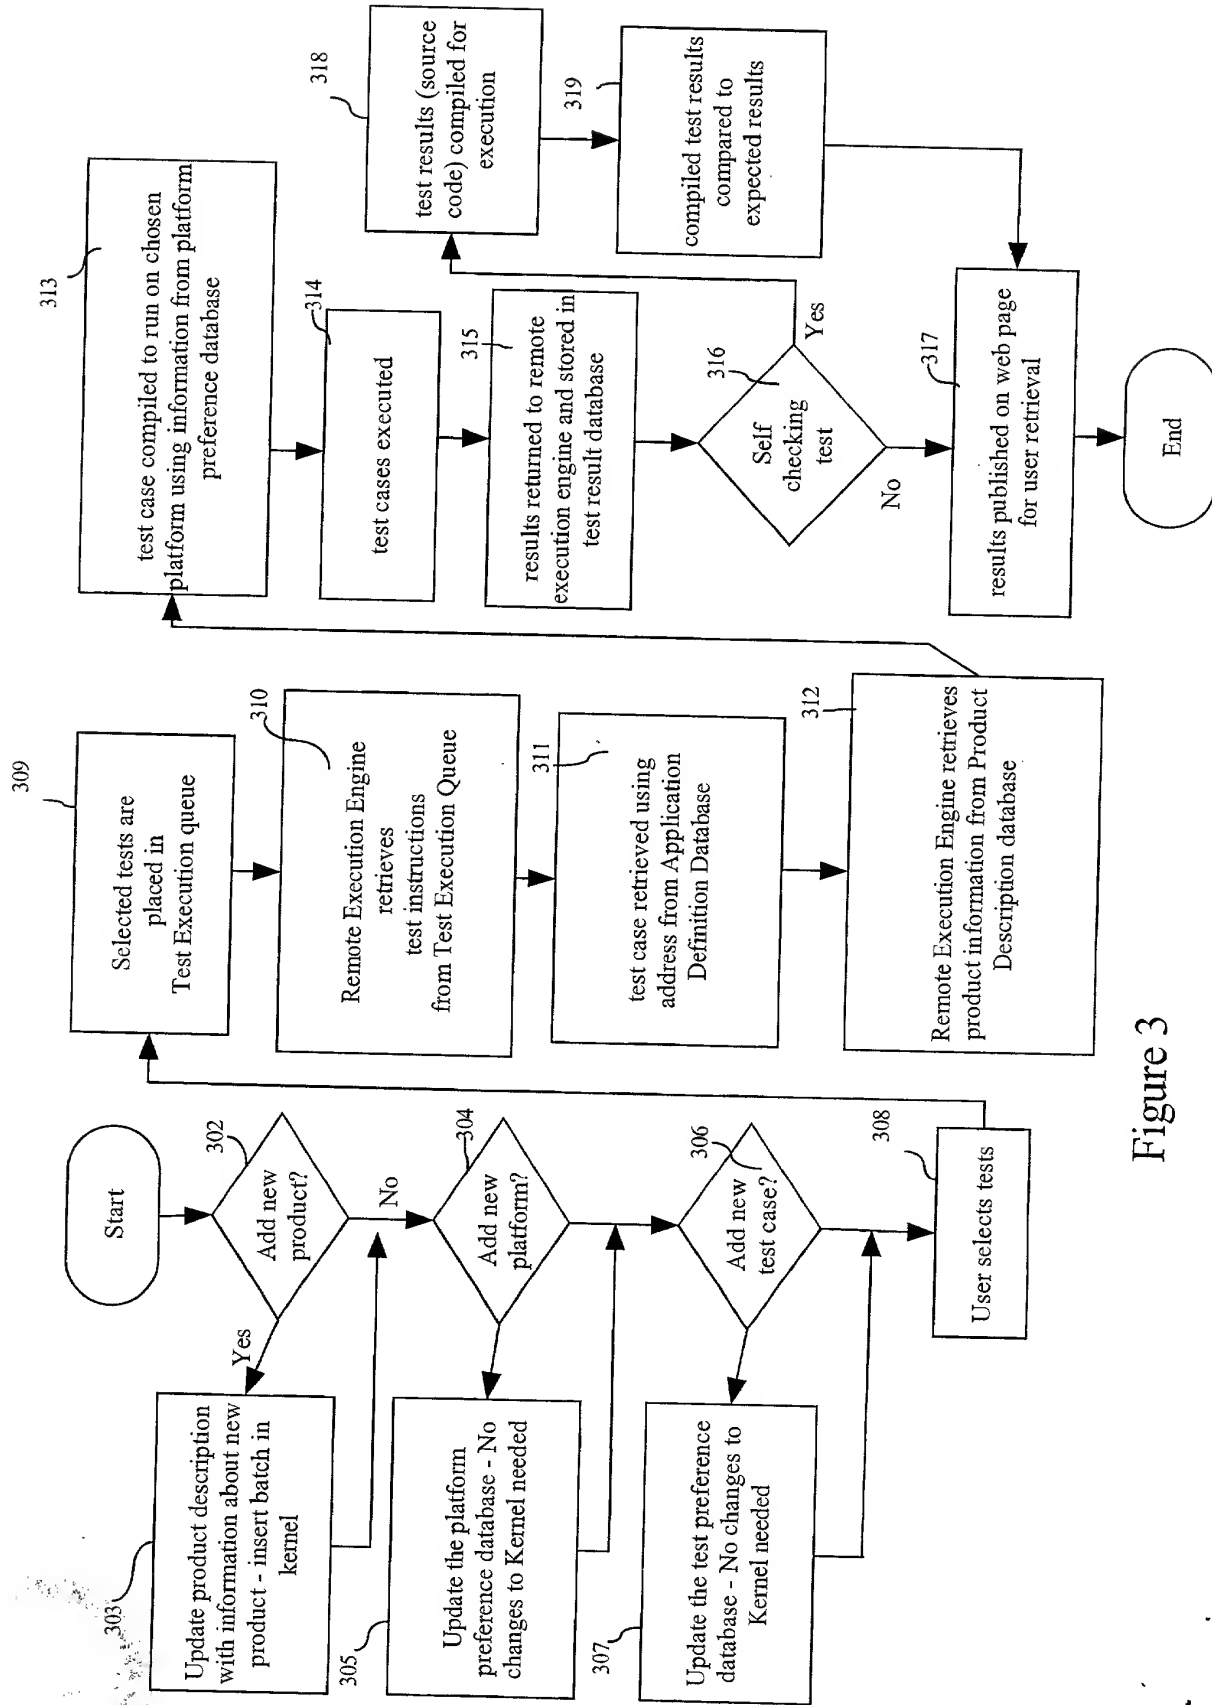 Start
302
Add new
product?
Yes
No
303
Update product description
with information about new
product - insert batch in
kernel
304
Add new
platform?
305
Update the platform
preference database - No
changes to Kernel needed
306
Add new
test case?
307
Update the test preference
database - No changes to
Kernel needed
308
User selects tests
309
Selected tests are
placed in
Test Execution queue
310
Remote Execution Engine
retrieves
test instructions
from Test Execution Queue
311
test case retrieved using
address from Application
Definition Database
312
Remote Execution Engine retrieves
product information from Product
Description database
313
test case compiled to run on chosen
platform using information from platform
preference database
314
test cases executed
315
results returned to remote
execution engine and stored in
test result database
316
Self
checking
test
Yes
No
317
results published on web page
for user retrieval
318
test results (source
code) compiled for
execution
319
compiled test results
compared to
expected results
End
Figure 3